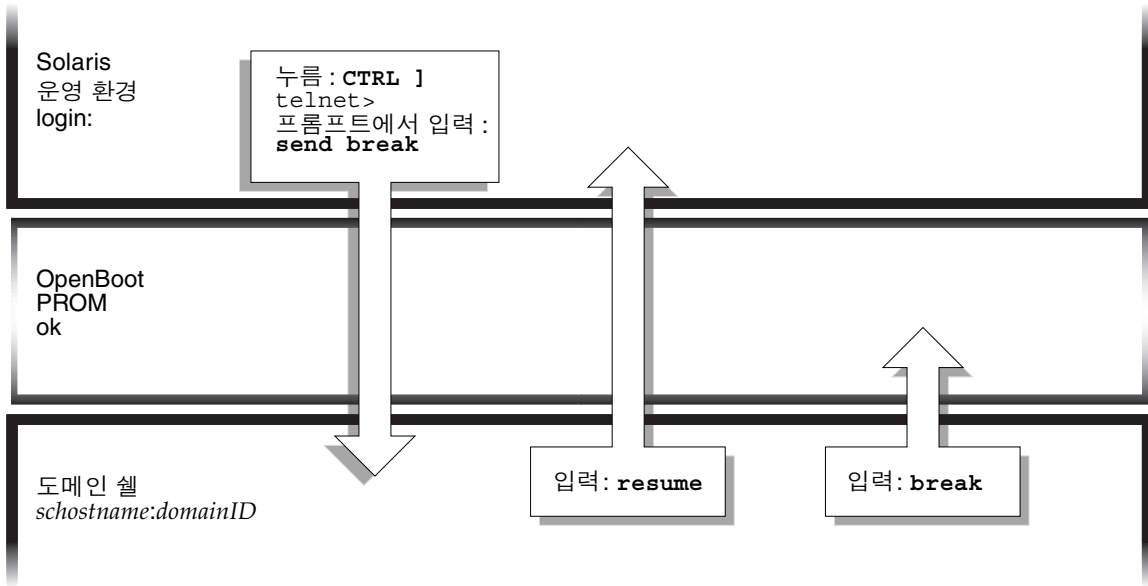 Solaris
운영 환경
login:
누름 : CTRL ]
telnet>
프롬프트에서 입력 :
send break
OpenBoot
PROM
ok
도메인 쉘
schostname:domainID
입력: resume
입력: break